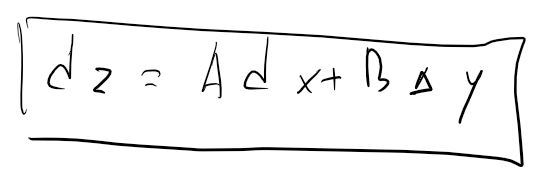 dz = Adx + BΔy